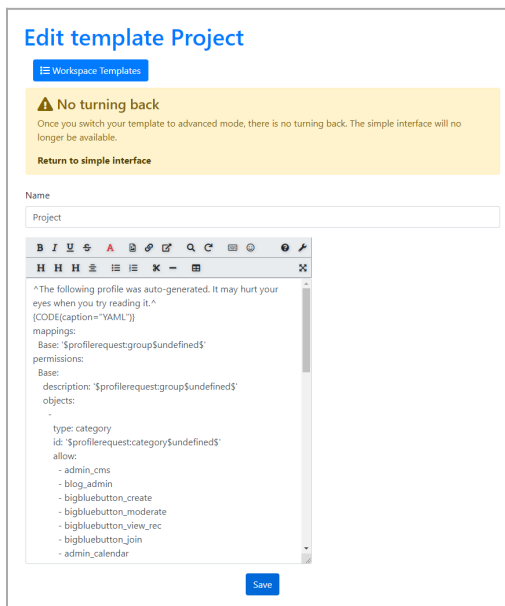 Edit template Project
Workspace Templates
No turning back
Once you switch your template to advanced mode, there is no turning back. The simple interface will no
longer be available.
Return to simple interface
Name
Project
B I U S A
H H H
^The following profile was auto-generated. It may hurt your
eyes when you try reading it.^
{CODE(caption="YAML")}
mappings:
Base: '$profilerequest:group$undefined$'
permissions:
Base:
description: '$profilerequest:group$undefined$'
objects:
-
type: category
id: '$profilerequest:category$undefined$'
allow:
- admin_cms
- blog_admin
- bigbluebutton_create
- bigbluebutton_moderate
- bigbluebutton_view_rec
- bigbluebutton_join
- admin_calendar
Save